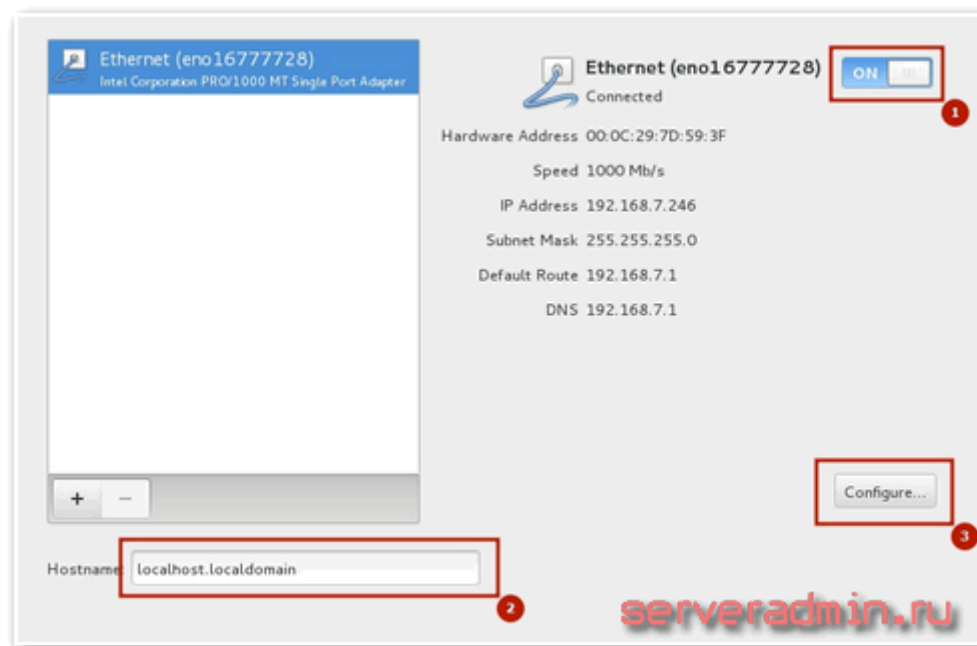 Ethernet (eno16777728)
Intel Corporation PRO/1000 MT Single Port Adapter
Ethernet (eno16777728)
Connected
ON
1
Hardware Address 00:0C:29:7D:59:3F
Speed 1000 Mb/s
IP Address 192.168.7.246
Subnet Mask 255.255.255.0
Default Route 192.168.7.1
DNS 192.168.7.1
+ −
Configure...
3
Hostname: localhost.localdomain
2
serveradmin.ru